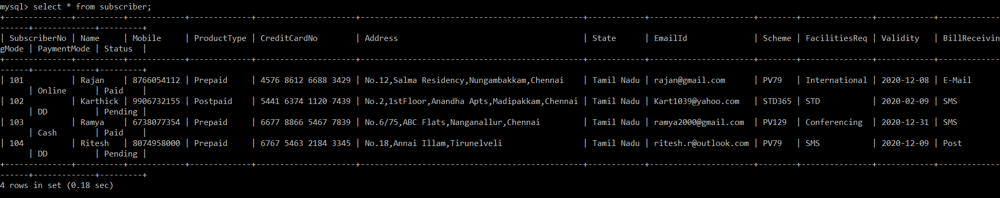 mysql> select * from subscriber;
+--------------+----------+------------+-------------+---------------------+-----------------------------------------------+------------+----------------------+--------+---------------+------------+-------------
------+-------------+---------+
| SubscriberNo | Name     | Mobile     | ProductType | CreditCardNo        | Address                                       | State      | EmailId              | Scheme | FacilitiesReq | Validity   | BillReceivin
gMode | PaymentMode | Status  |
+--------------+----------+------------+-------------+---------------------+-----------------------------------------------+------------+----------------------+--------+---------------+------------+-------------
------+-------------+---------+
| 101          | Rajan    | 8766054112 | Prepaid     | 4576 8612 6688 3429 | No.12,Salma Residency,Nungambakkam,Chennai    | Tamil Nadu | rajan@gmail.com      | PV79   | International | 2020-12-08 | E-Mail
      | Online      | Paid    |
| 102          | Karthick | 9906732155 | Postpaid    | 5441 6374 1120 7439 | No.2,1stFloor,Anandha Apts,Madipakkam,Chennai | Tamil Nadu | Kart1039@yahoo.com   | STD365 | STD           | 2020-02-09 | SMS
      | DD          | Pending |
| 103          | Ramya    | 6738077354 | Prepaid     | 6677 8866 5467 7839 | No.6/75,ABC Flats,Nanganallur,Chennai         | Tamil Nadu | ramya2000@gmail.com  | PV129  | Conferencing  | 2020-12-31 | SMS
      | Cash        | Paid    |
| 104          | Ritesh   | 8074958000 | Prepaid     | 6767 5463 2184 3345 | No.18,Annai Illam,Tirunelveli                 | Tamil Nadu | ritesh.r@outlook.com | PV79   | SMS           | 2020-12-09 | Post
      | DD          | Pending |
+--------------+----------+------------+-------------+---------------------+-----------------------------------------------+------------+----------------------+--------+---------------+------------+-------------
------+-------------+---------+
4 rows in set (0.18 sec)